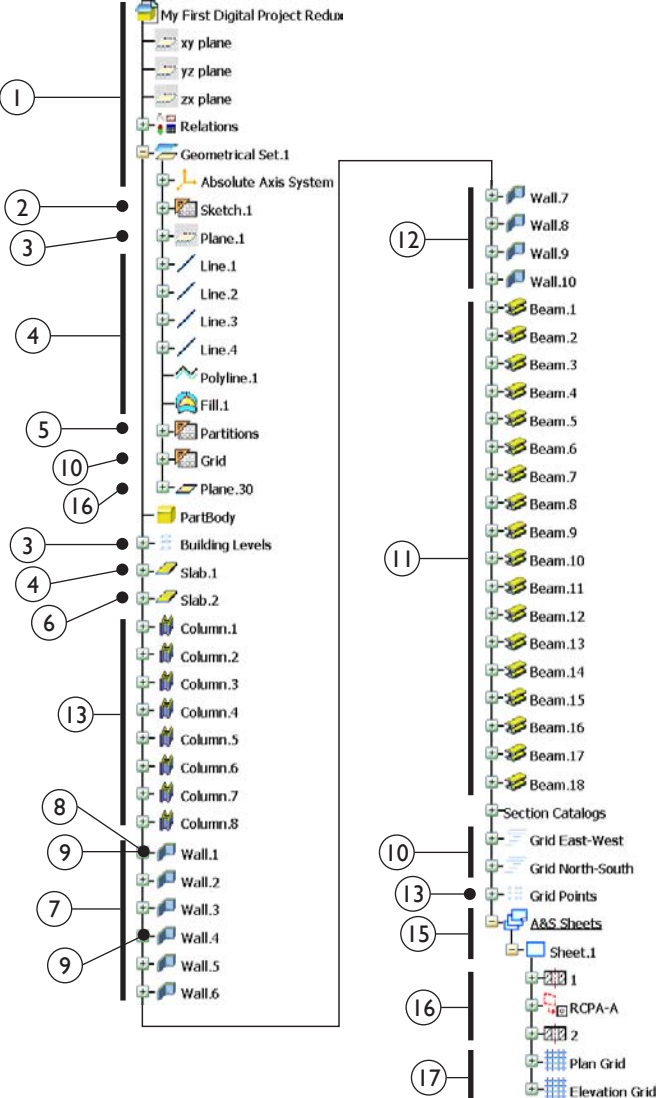 My First Digital Project Redux
xy plane
yz plane
zx plane
1
Relations
Geometrical Set.1
Absolute Axis System
2
Sketch.1
3
Plane.1
Line.1
Line.2
4
Line.3
Line.4
Polyline.1
Fill.1
5
Partitions
10
Grid
16
Plane.30
PartBody
3
Building Levels
4
Slab.1
6
Slab.2
Column.1
Column.2
Column.3
13
Column.4
Column.5
Column.6
Column.7
8
Column.8
9
Wall.1
Wall.2
7
Wall.3
Wall.4
9
Wall.5
Wall.6
Wall.7
Wall.8
12
Wall.9
Wall.10
Beam.1
Beam.2
Beam.3
Beam.4
Beam.5
Beam.6
Beam.7
Beam.8
Beam.9
11
Beam.10
Beam.11
Beam.12
Beam.13
Beam.14
Beam.15
Beam.16
Beam.17
Beam.18
Section Catalogs
Grid East-West
10
Grid North-South
13
Grid Points
15
A&S Sheets
Sheet.1
1
16
RCPA-A
2
Plan Grid
17
Elevation Grid